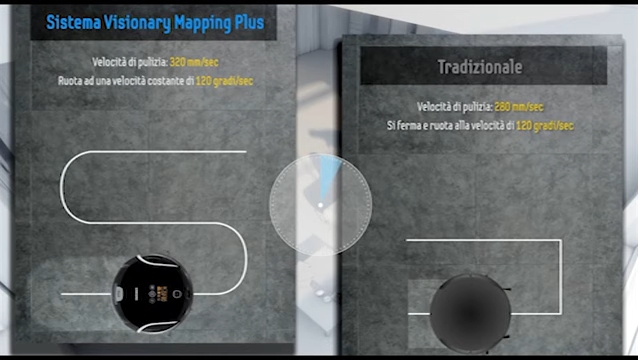 Sistema Visionary Mapping Plus
Velocità di pulizia: 320 mm/sec
Ruota ad una velocità costante di 120 gradi/sec
Tradizionale
Velocità di pulizia: 280 mm/sec
Si ferma e ruota alla velocità di 120 gradi/sec